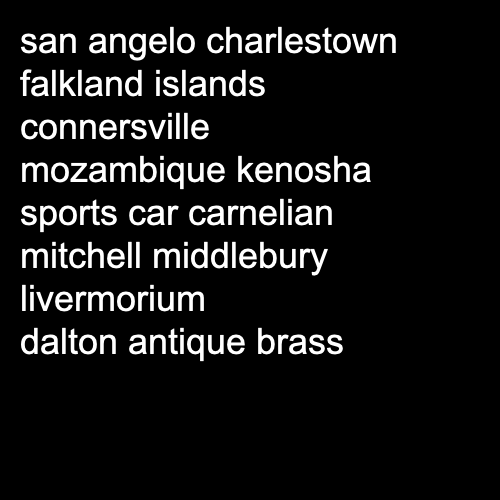 san angelo charlestown
falkland islands
connersville
mozambique kenosha
sports car carnelian
mitchell middlebury
livermorium
dalton antique brass